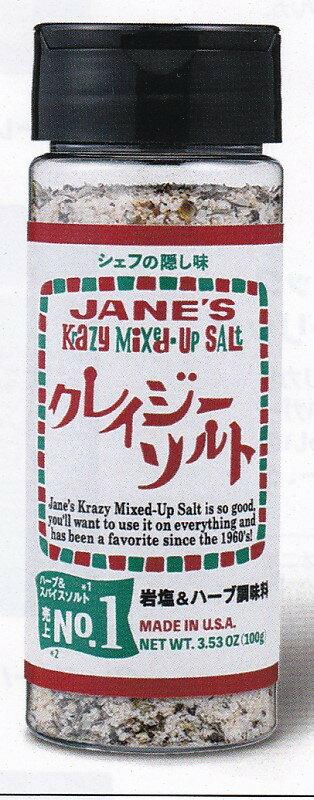 シェフの隠し味
JANE'S
KRaZy MiXed-UP SALt
クレイジー
ソルト
Jane's Krazy Mixed-Up Salt is so good,
you'll want to use it on everything and
has been a favorite since the 1960's!
ハーブ& *1
スパイスソルト
売上 No.1
*2
岩塩&ハーブ調味料
MADE IN U.S.A.
NET WT. 3.53 OZ (100g)